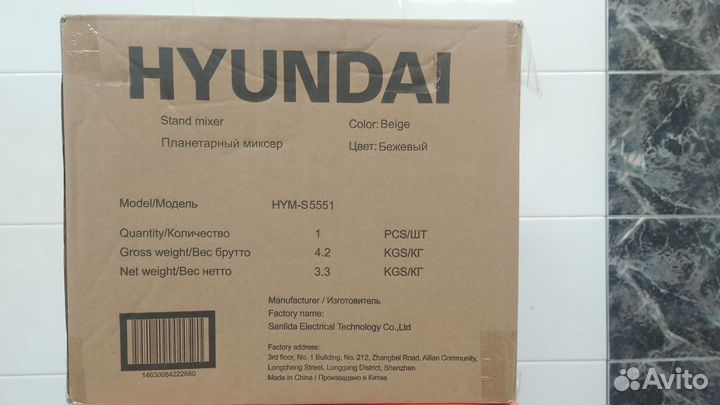 HYUNDAI
Stand mixer
Color: Beige
Планетарный миксер
Цвет: Бежевый
Model/Модель HYM-S5551
Quantity/Количество 1 PCS/ШТ
Gross weight/Вес брутто 4.2 KGS/КГ
Net weight/Вес нетто 3.3 KGS/КГ
Manufacturer / Изготовитель
Factory name:
Sanlida Electrical Technology Co.,Ltd
Factory address:
3rd floor, No. 1 Building, No. 212, Zhangbei Road, Ailian Community,
Longcheng Street, Longgang District, Shenzhen
Made in China / Произведено в Китае
14630084222680
Avito